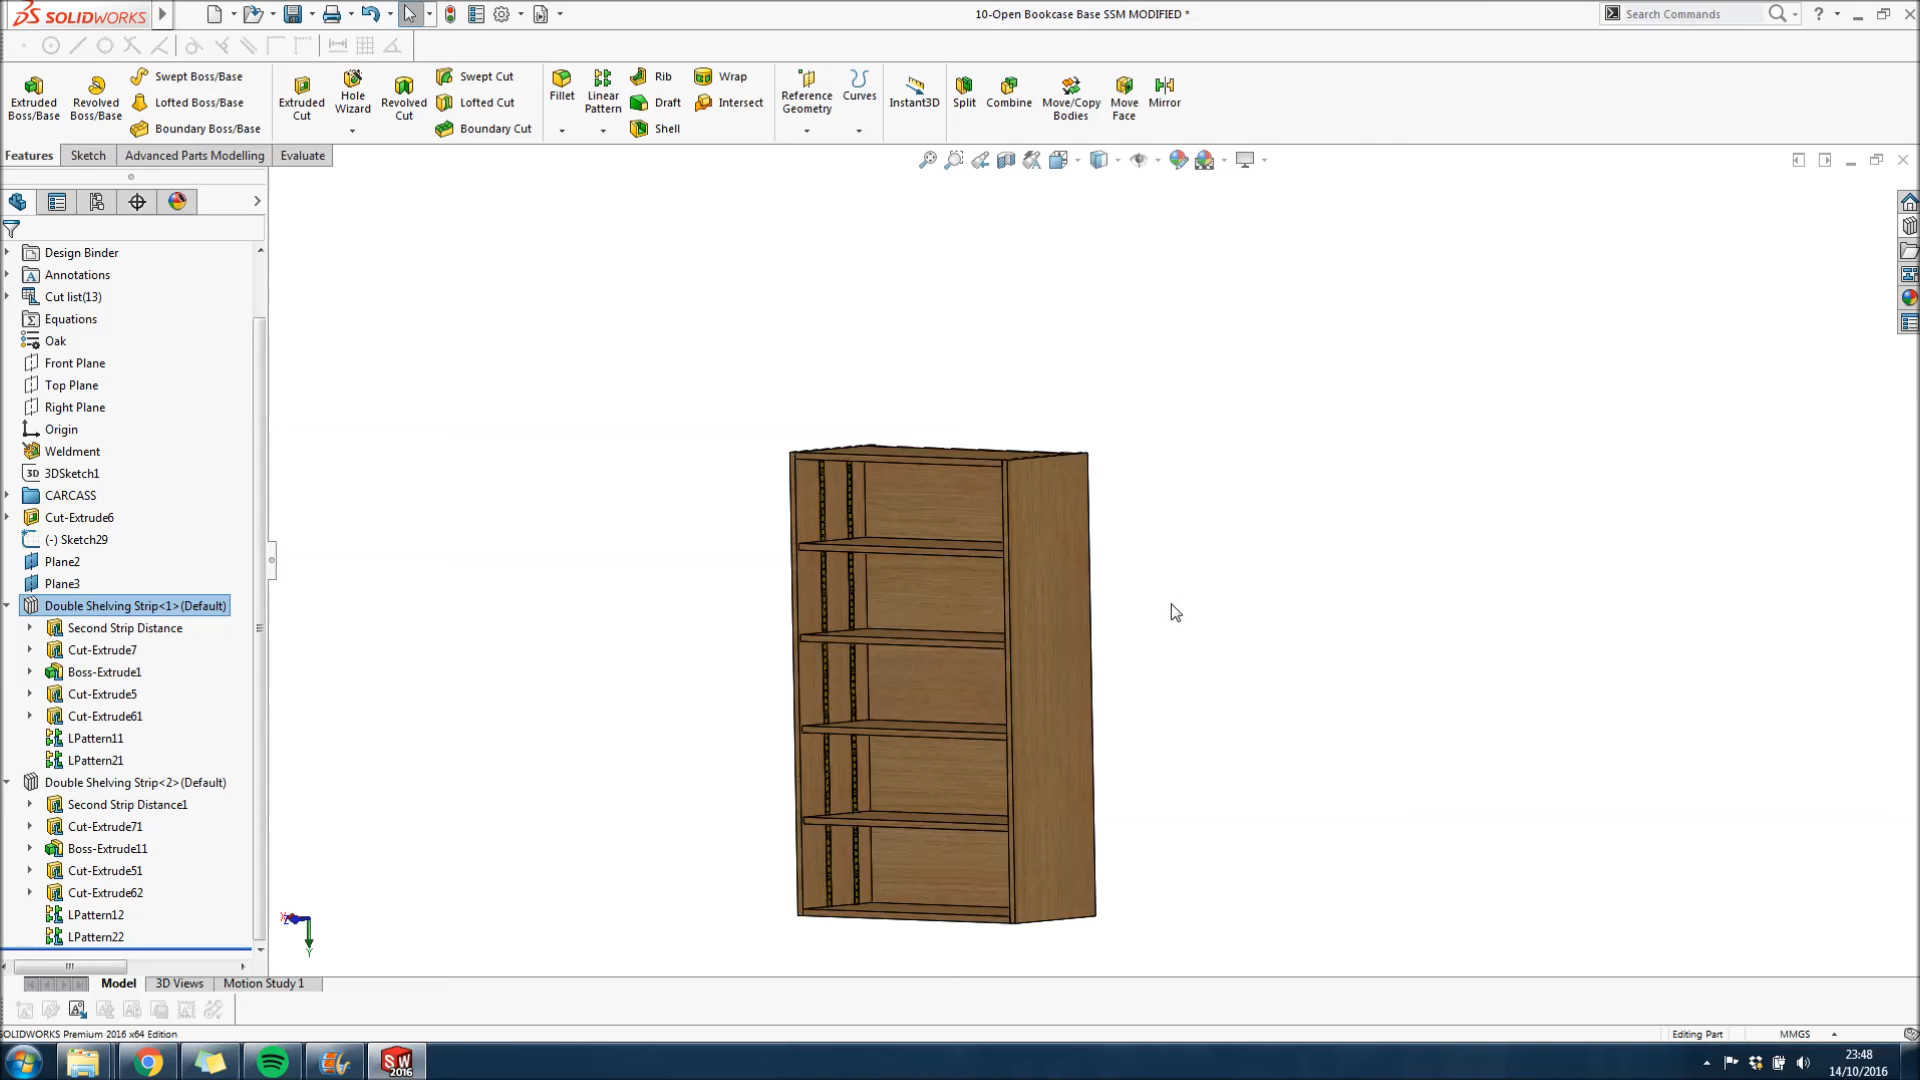 SOLIDWORKS
10-Open Bookcase Base SSM MODIFIED *
Search Commands
Extruded Boss/Base
Revolved Boss/Base
Swept Boss/Base
Lofted Boss/Base
Boundary Boss/Base
Extruded Cut
Hole Wizard
Revolved Cut
Swept Cut
Lofted Cut
Boundary Cut
Fillet
Linear Pattern
Rib
Draft
Shell
Wrap
Intersect
Reference Geometry
Curves
Instant3D
Split
Combine
Move/Copy Bodies
Move Face
Mirror
Features
Sketch
Advanced Parts Modelling
Evaluate
Design Binder
Annotations
Cut list(13)
Equations
Oak
Front Plane
Top Plane
Right Plane
Origin
Weldment
3D 3DSketch1
CARCASS
Cut-Extrude6
(-) Sketch29
Plane2
Plane3
Double Shelving Strip<1>(Default)
Second Strip Distance
Cut-Extrude7
Boss-Extrude1
Cut-Extrude5
Cut-Extrude61
LPattern11
LPattern21
Double Shelving Strip<2>(Default)
Second Strip Distance1
Cut-Extrude71
Boss-Extrude11
Cut-Extrude51
Cut-Extrude62
LPattern12
LPattern22
Y
Model
3D Views
Motion Study 1
SOLIDWORKS Premium 2016 x64 Edition
Editing Part
MMGS
SW 2016
23:48
14/10/2016